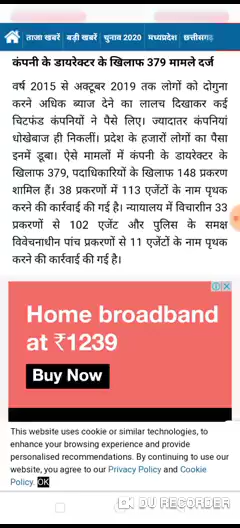 ताजा खबरें बड़ी खबरें चुनाव 2020 मध्यप्रदेश छत्तीसगढ़
कंपनी के डायरेक्टर के खिलाफ 379 मामले दर्ज
वर्ष 2015 से अक्टूबर 2019 तक लोगों को दोगुना
करने अधिक ब्याज देने का लालच दिखाकर कई
चिटफंड कंपनियों ने पैसे लिए। ज्यादातर कंपनियां
धोखेबाज ही निकलीं। प्रदेश के हजारों लोगों का पैसा
इनमें डूबा। ऐसे मामलों में कंपनी के डायरेक्टर के
खिलाफ 379, पदाधिकारियों के खिलाफ 148 प्रकरण
शामिल हैं। 38 प्रकरणों में 113 एजेंटों के नाम पृथक
करने की कार्रवाई की गई है। न्यायालय में विचाराीन 33
प्रकरणों से 102 एजेंट और पुलिस के समक्ष
विवेचनाधीन पांच प्रकरणों से 11 एजेंटों के नाम पृथक
करने की कार्रवाई की गई है।
Home broadband
at ₹1239
Buy Now
This website uses cookie or similar technologies, to
enhance your browsing experience and provide
personalised recommendations. By continuing to use our
website, you agree to our Privacy Policy and Cookie
Policy. OK
DU RECORDER